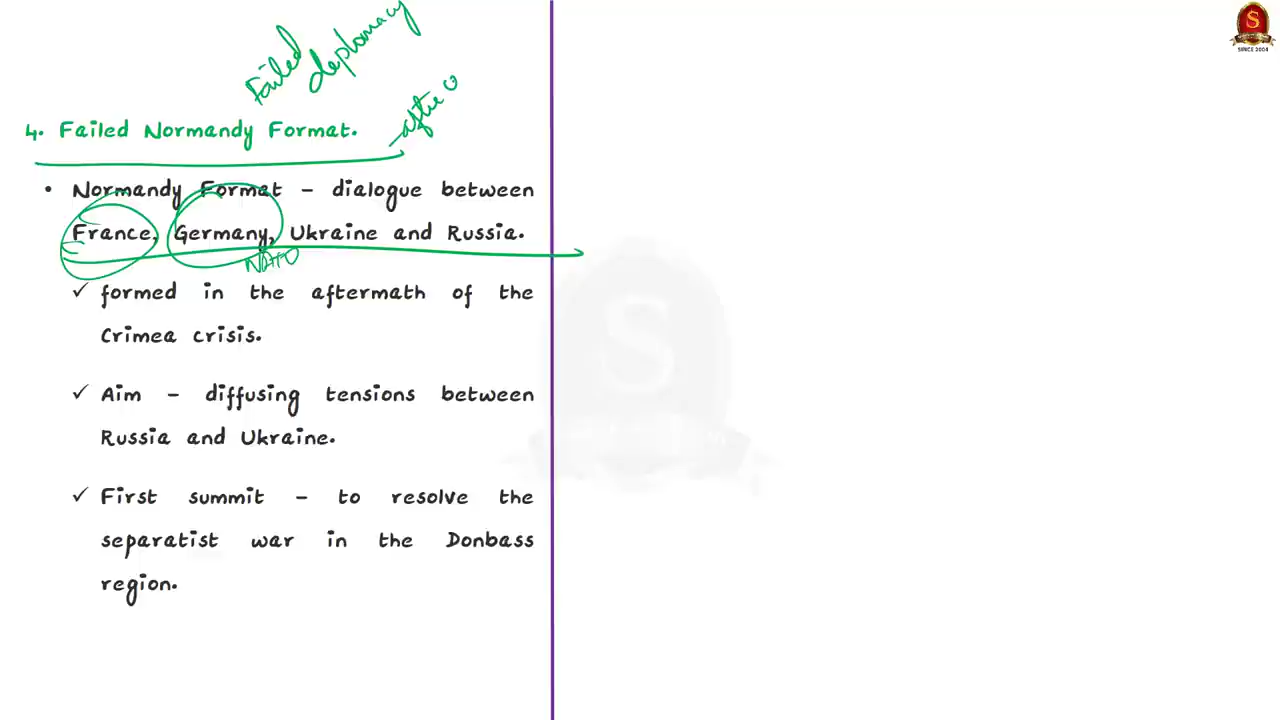 Failed
deplomacy
after
4. Failed Normandy Format.
• Normandy Format - dialogue between
France, Germany, Ukraine and Russia.
NATO
✓ formed in the aftermath of the
Crimea crisis.
✓ Aim - diffusing tensions between
Russia and Ukraine.
✓ First summit - to resolve the
separatist war in the Donbass
region.
S
SINCE 2004
S